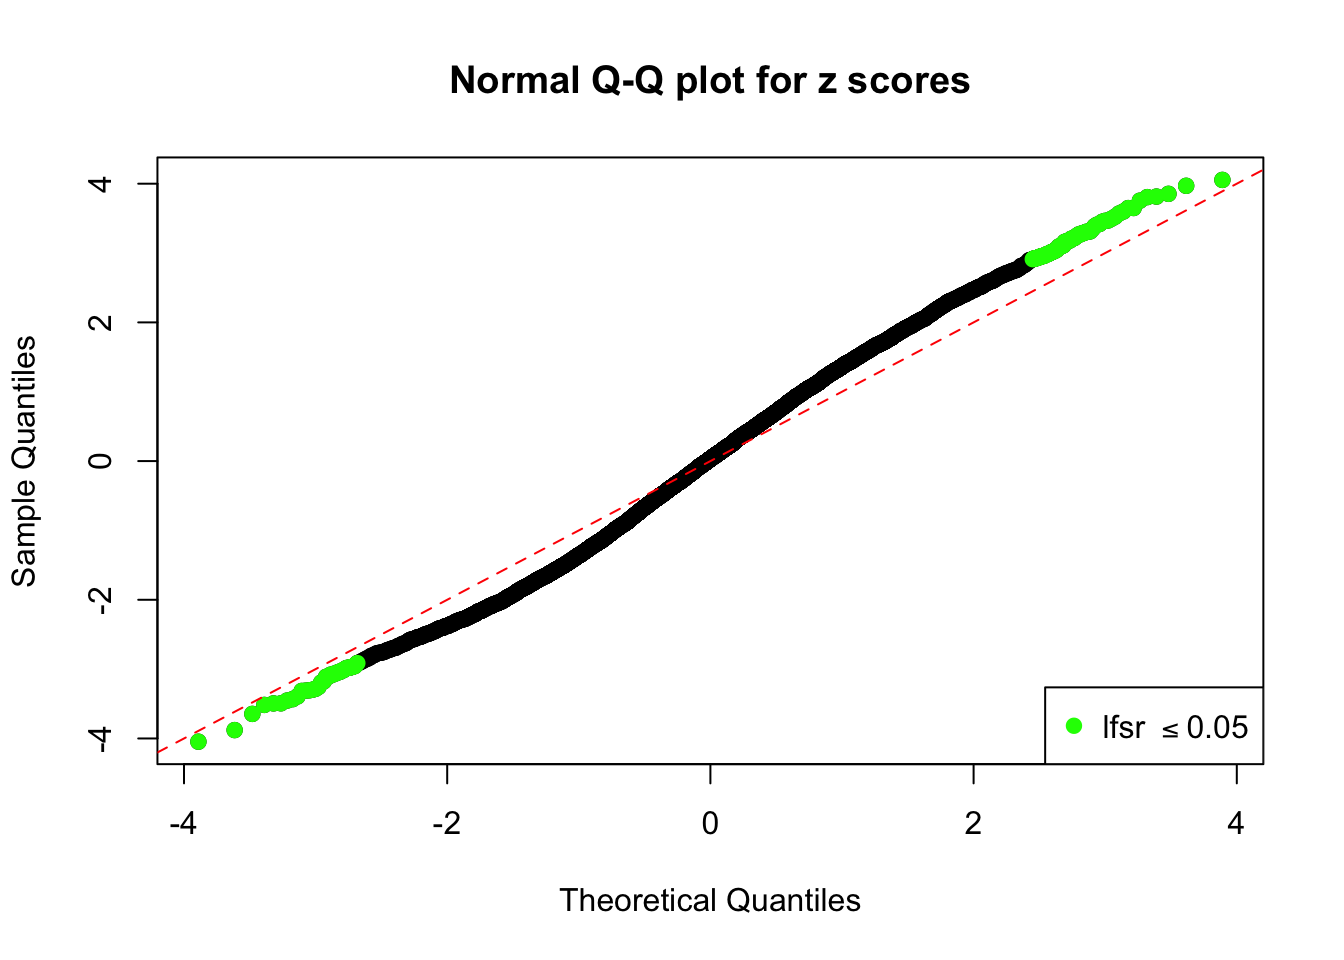 Normal Q-Q plot for z scores
Sample Quantiles
4
2
0
-2
-4
-4
-2
0
2
4
Theoretical Quantiles
lfsr ≤ 0.05